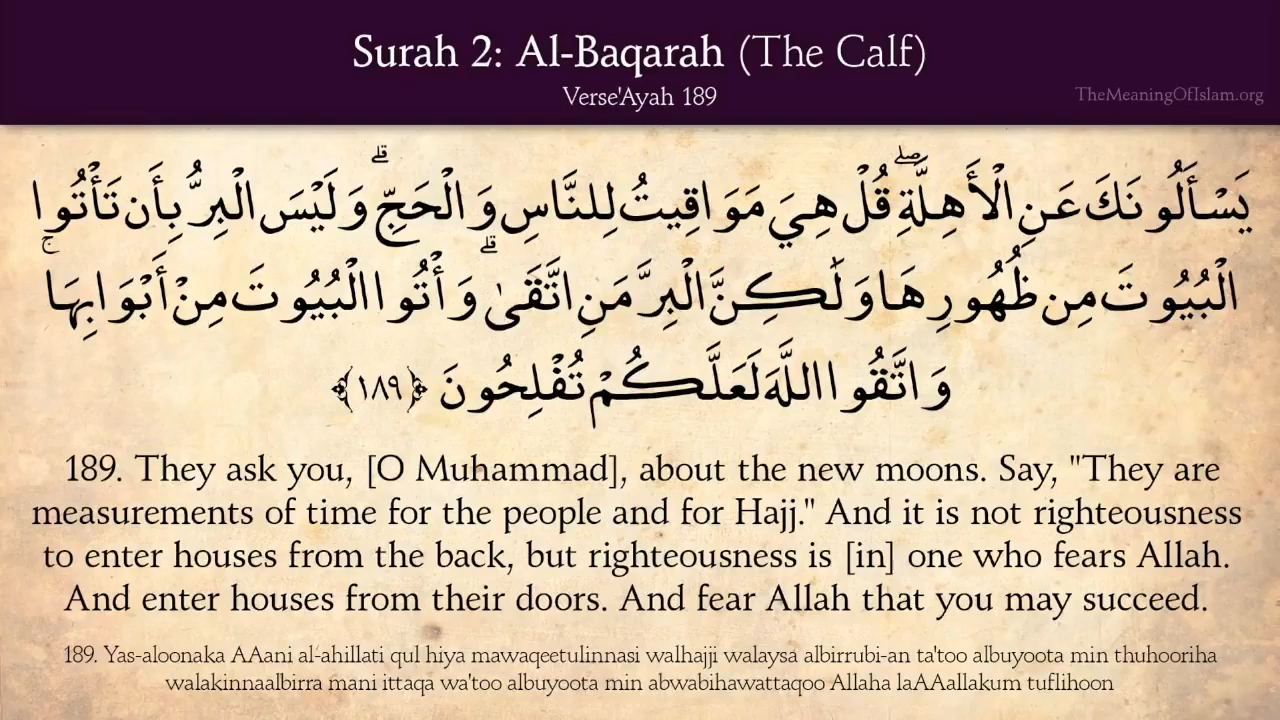 Surah 2: Al-Baqarah (The Calf)
Verse'Ayah 189
TheMeaningOfIslam.org
يَسْأَلُونَكَ عَنِ الْأَهِلَّةِ ۖ قُلْ هِيَ مَوَاقِيتُ لِلنَّاسِ وَالْحَجِّ ۗ وَلَيْسَ الْبِرُّ بِأَن تَأْتُوا
الْبُيُوتَ مِن ظُهُورِهَا وَلَٰكِنَّ الْبِرَّ مَنِ اتَّقَىٰ ۗ وَأْتُوا الْبُيُوتَ مِنْ أَبْوَابِهَا ۚ
وَاتَّقُوا اللَّهَ لَعَلَّكُمْ تُفْلِحُونَ ﴿١٨٩﴾
189. They ask you, [O Muhammad], about the new moons. Say, "They are
measurements of time for the people and for Hajj." And it is not righteousness
to enter houses from the back, but righteousness is [in] one who fears Allah.
And enter houses from their doors. And fear Allah that you may succeed.
189. Yas-aloonaka AAani al-ahillati qul hiya mawaqeetulinnasi walhajji walaysa albirrubi-an ta'too albuyoota min thuhooriha
walakinnaalbirra mani ittaqa wa'too albuyoota min abwabihawattaqoo Allaha laAAallakum tuflihoon